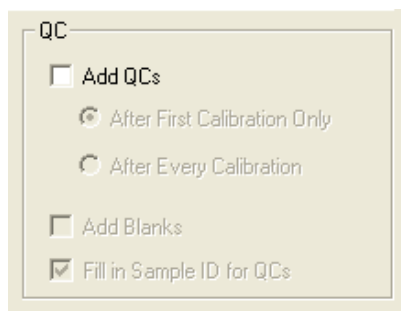 QC
Add QCs
After First Calibration Only
After Every Calibration
Add Blanks
Fill in Sample ID for QCs